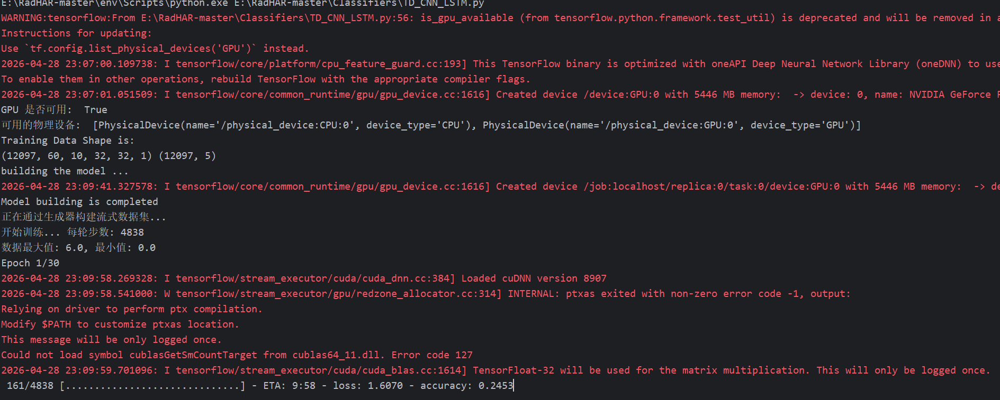 E:\RadHAR-master\env\Scripts\python.exe E:\RadHAR-master\Classifiers\TD_CNN_LSTM.py
WARNING:tensorflow:From E:\RadHAR-master\Classifiers\TD_CNN_LSTM.py:56: is_gpu_available (from tensorflow.python.framework.test_util) is deprecated and will be removed in
Instructions for updating:
Use `tf.config.list_physical_devices('GPU')` instead.
2026-04-28 23:07:00.109738: I tensorflow/core/platform/cpu_feature_guard.cc:193] This TensorFlow binary is optimized with oneAPI Deep Neural Network Library (oneDNN) to use
To enable them in other operations, rebuild TensorFlow with the appropriate compiler flags.
2026-04-28 23:07:01.051509: I tensorflow/core/common_runtime/gpu/gpu_device.cc:1616] Created device /device:GPU:0 with 5446 MB memory:  -> device: 0, name: NVIDIA GeForce
GPU 是否可用:  True
可用的物理设备:  [PhysicalDevice(name='/physical_device:CPU:0', device_type='CPU'), PhysicalDevice(name='/physical_device:GPU:0', device_type='GPU')]
Training Data Shape is:
(12097, 60, 10, 32, 32, 1) (12097, 5)
building the model ...
2026-04-28 23:09:41.327578: I tensorflow/core/common_runtime/gpu/gpu_device.cc:1616] Created device /job:localhost/replica:0/task:0/device:GPU:0 with 5446 MB memory:  -> de
Model building is completed
正在通过生成器构建流式数据集...
开始训练... 每轮步数: 4838
数据最大值: 6.0, 最小值: 0.0
Epoch 1/30
2026-04-28 23:09:58.269328: I tensorflow/stream_executor/cuda/cuda_dnn.cc:384] Loaded cuDNN version 8907
2026-04-28 23:09:58.541000: W tensorflow/stream_executor/gpu/redzone_allocator.cc:314] INTERNAL: ptxas exited with non-zero error code -1, output:
Relying on driver to perform ptx compilation.
Modify $PATH to customize ptxas location.
This message will be only logged once.
Could not load symbol cublasGetSmCountTarget from cublas64_11.dll. Error code 127
2026-04-28 23:09:59.701096: I tensorflow/stream_executor/cuda/cuda_blas.cc:1614] TensorFloat-32 will be used for the matrix multiplication. This will only be logged once.
161/4838 [..............................] - ETA: 9:58 - loss: 1.6070 - accuracy: 0.2453